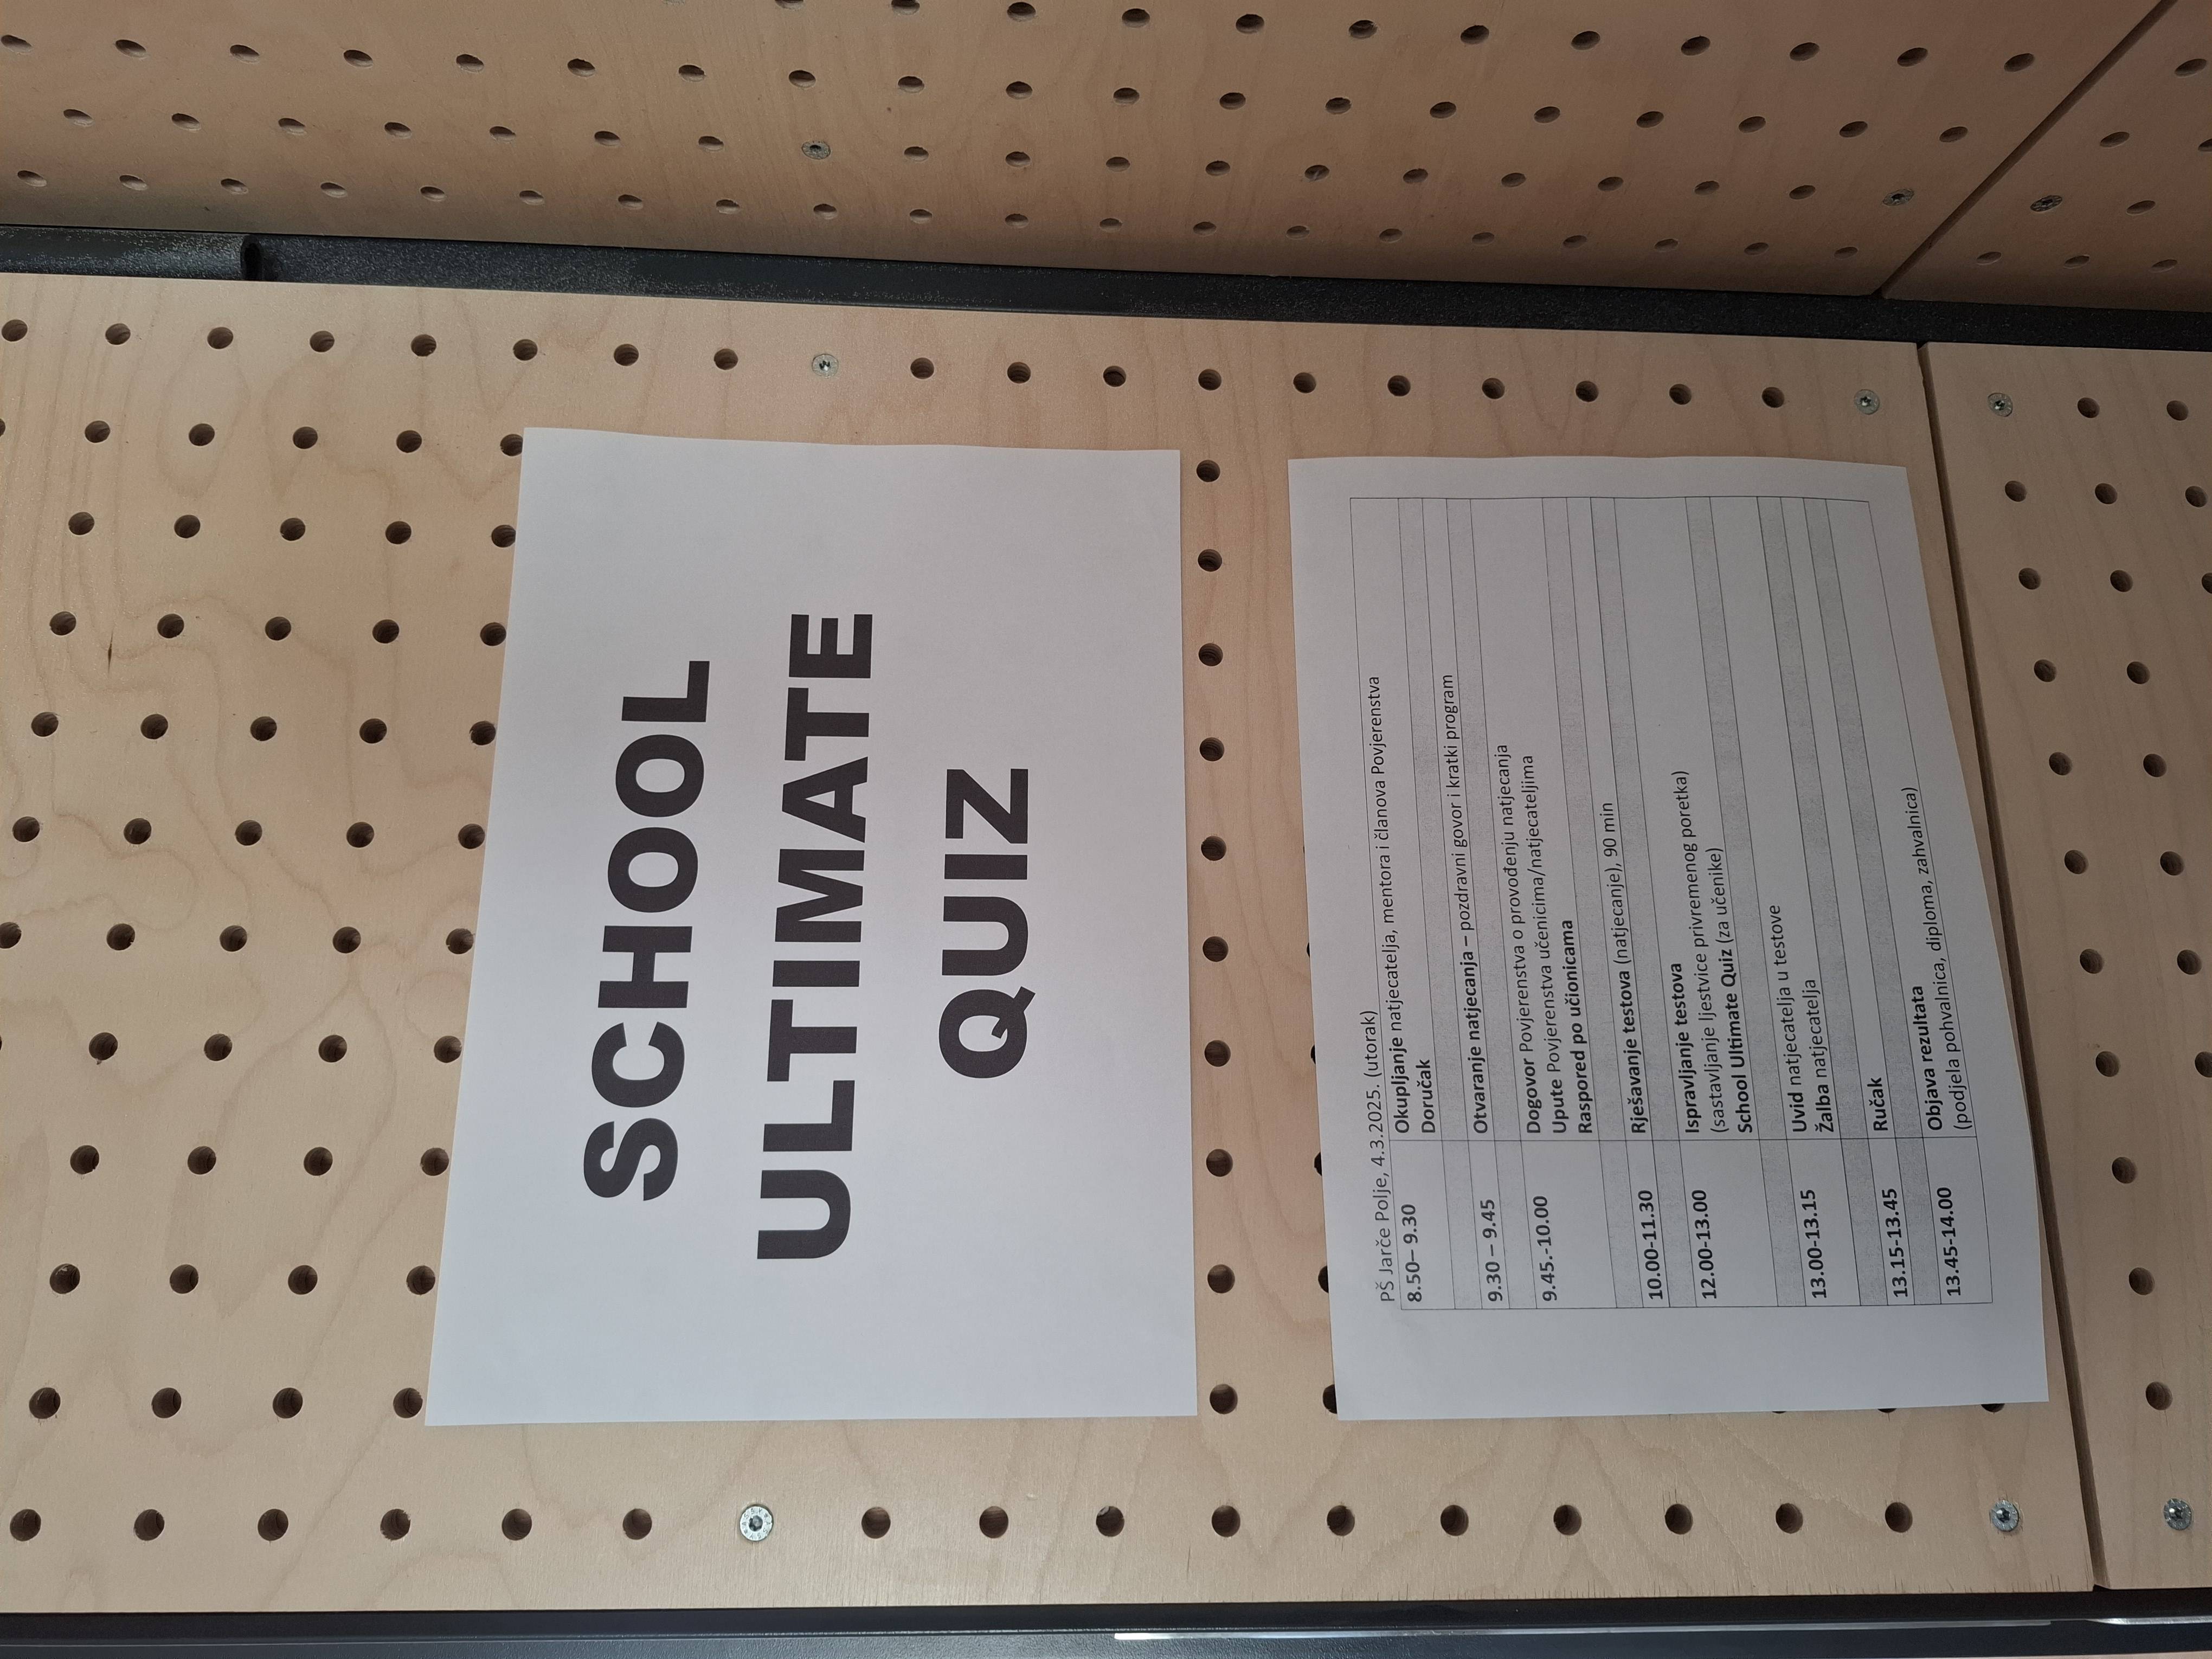 SCHOOL
ULTIMATE
QUIZ
PŠ Jarče Polje, 4.3.2025. (utorak)
8.50– 9.30 Okupljanje natjecatelja, mentora i članova Povjerenstva
Doručak
9.30 – 9.45 Otvaranje natjecanja – pozdravni govor i kratki program
9.45.-10.00 Dogovor Povjerenstva o provođenju natjecanja
Upute Povjerenstva učenicima/natjecateljima
Raspored po učionicama
10.00-11.30 Rješavanje testova (natjecanje), 90 min
12.00-13.00 Ispravljanje testova
(sastavljanje ljestvice privremenog poretka)
School Ultimate Quiz (za učenike)
13.00-13.15 Uvid natjecatelja u testove
Žalba natjecatelja
13.15-13.45 Ručak
13.45-14.00 Objava rezultata
(podjela pohvalnica, diploma, zahvalnica)